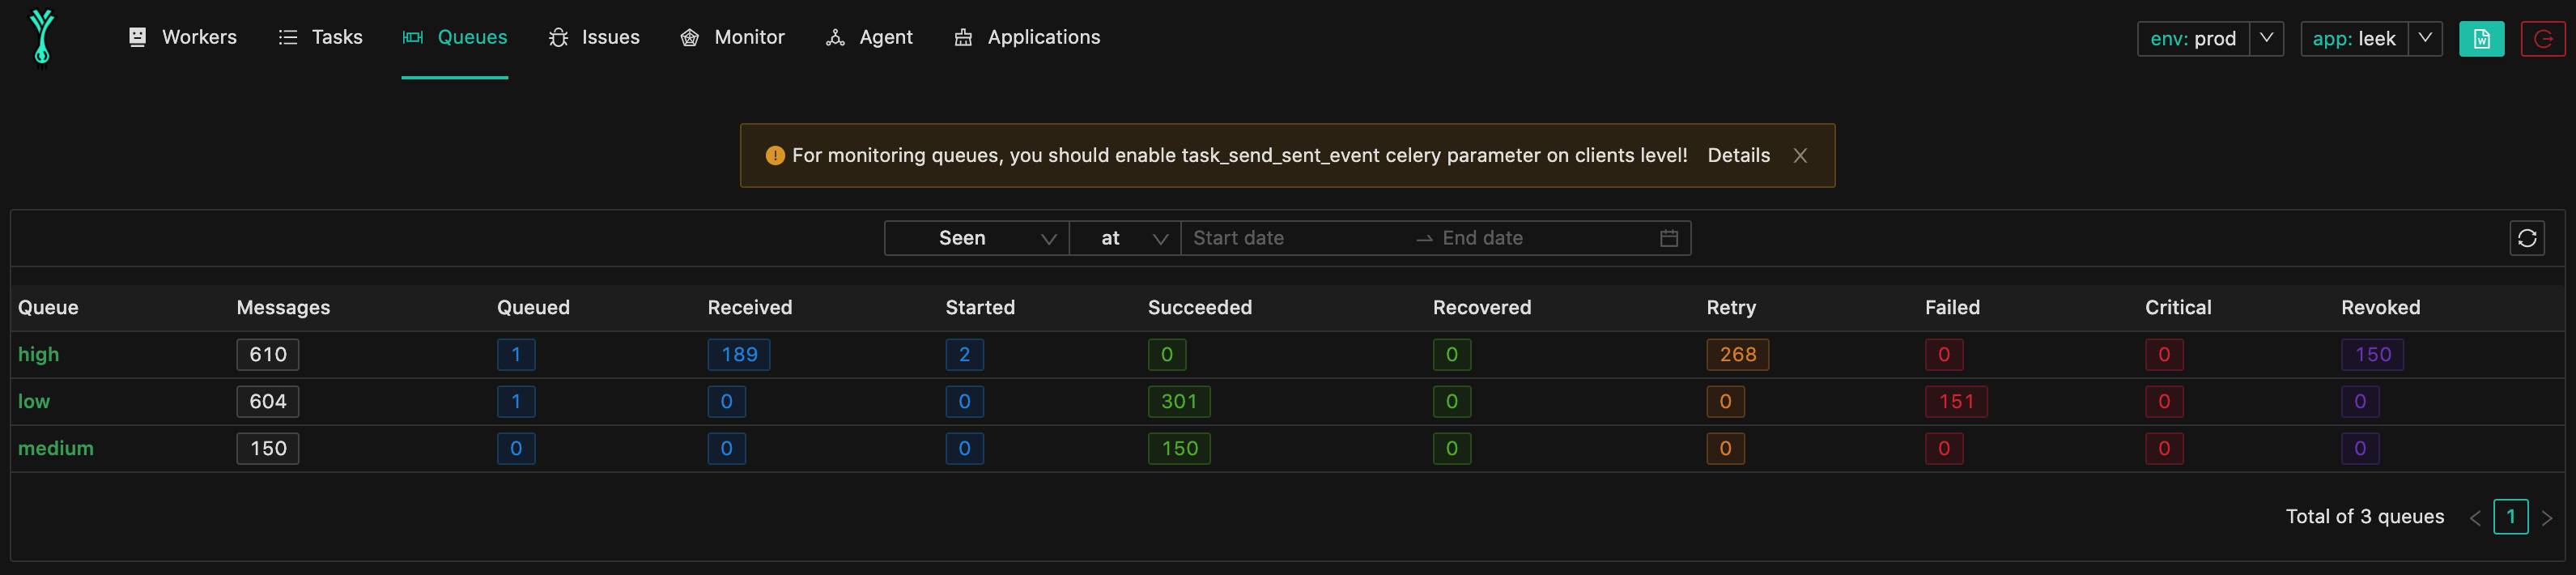 Workers Tasks Queues Issues Monitor Agent Applications env: prod app: leek
For monitoring queues, you should enable task_send_sent_event celery parameter on clients level! Details
Seen at Start date End date
Queue Messages Queued Received Started Succeeded Recovered Retry Failed Critical Revoked
high 610 1 189 2 0 0 268 0 0 150
low 604 1 0 0 301 0 0 151 0 0
medium 150 0 0 0 150 0 0 0 0 0
Total of 3 queues 1